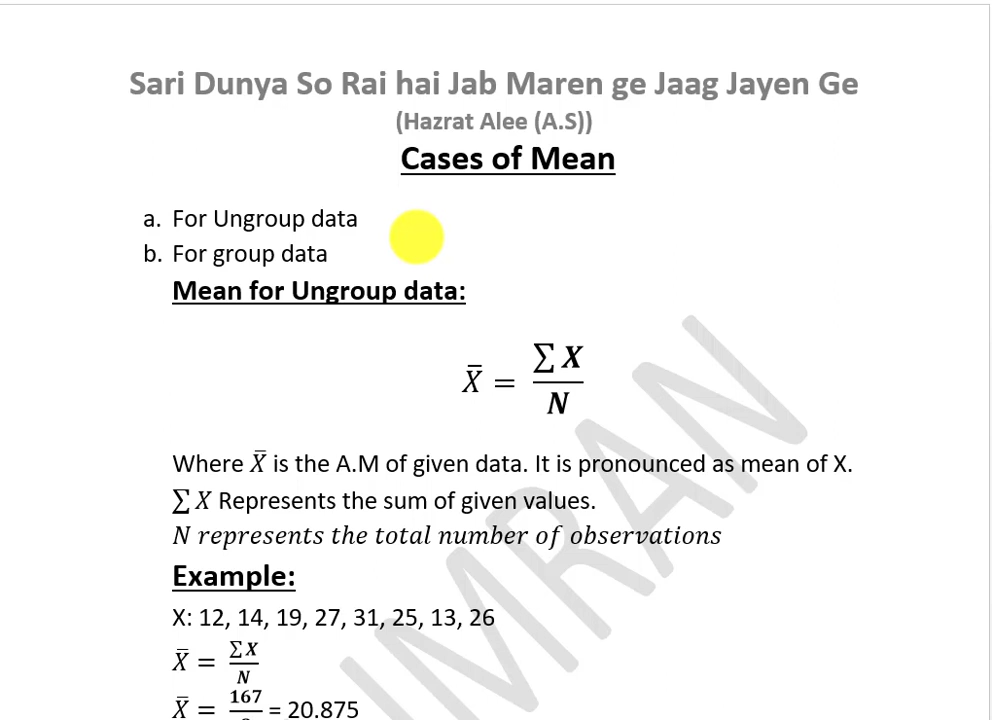 Sari Dunya So Rai hai Jab Maren ge Jaag Jayen Ge
(Hazrat Alee (A.S))
Cases of Mean
a. For Ungroup data
b. For group data
Mean for Ungroup data:
X̄ = ∑X / N
Where X̄ is the A.M of given data. It is pronounced as mean of X.
∑X Represents the sum of given values.
N represents the total number of observations
Example:
X: 12, 14, 19, 27, 31, 25, 13, 26
X̄ = ∑X / N
X̄ = 167 = 20.875
IMRAN